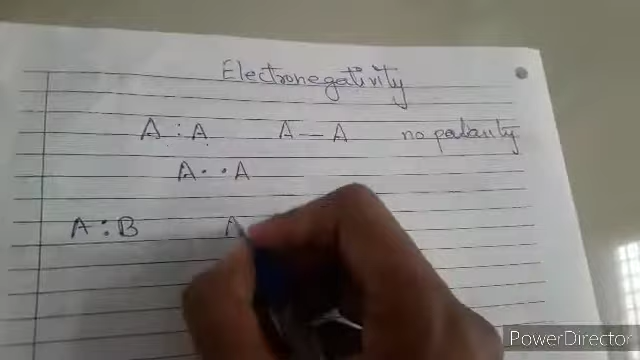 Electronegativity
A : A A — A no polarity
A · · A
A : B A
PowerDirector